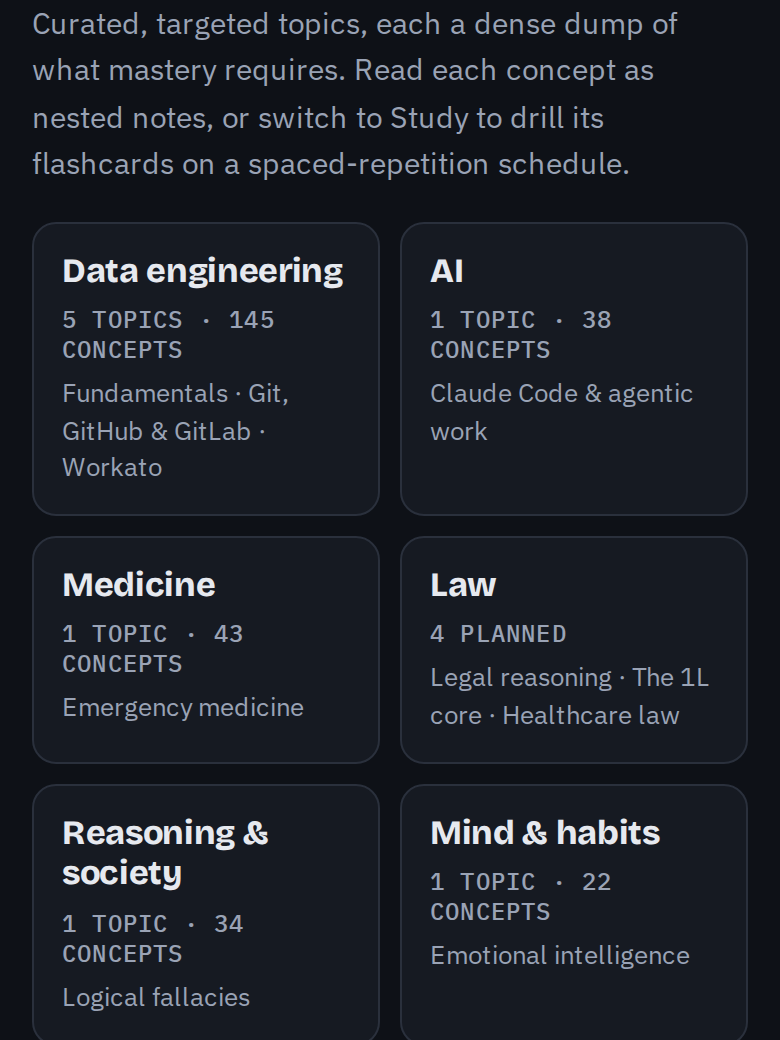 Curated, targeted topics, each a dense dump of
what mastery requires. Read each concept as
nested notes, or switch to Study to drill its
flashcards on a spaced-repetition schedule.
Data engineering
5 TOPICS · 145
CONCEPTS
Fundamentals · Git,
GitHub & GitLab ·
Workato
AI
1 TOPIC · 38
CONCEPTS
Claude Code & agentic
work
Medicine
1 TOPIC · 43
CONCEPTS
Emergency medicine
Law
4 PLANNED
Legal reasoning · The 1L
core · Healthcare law
Reasoning &
society
1 TOPIC · 34
CONCEPTS
Logical fallacies
Mind & habits
1 TOPIC · 22
CONCEPTS
Emotional intelligence